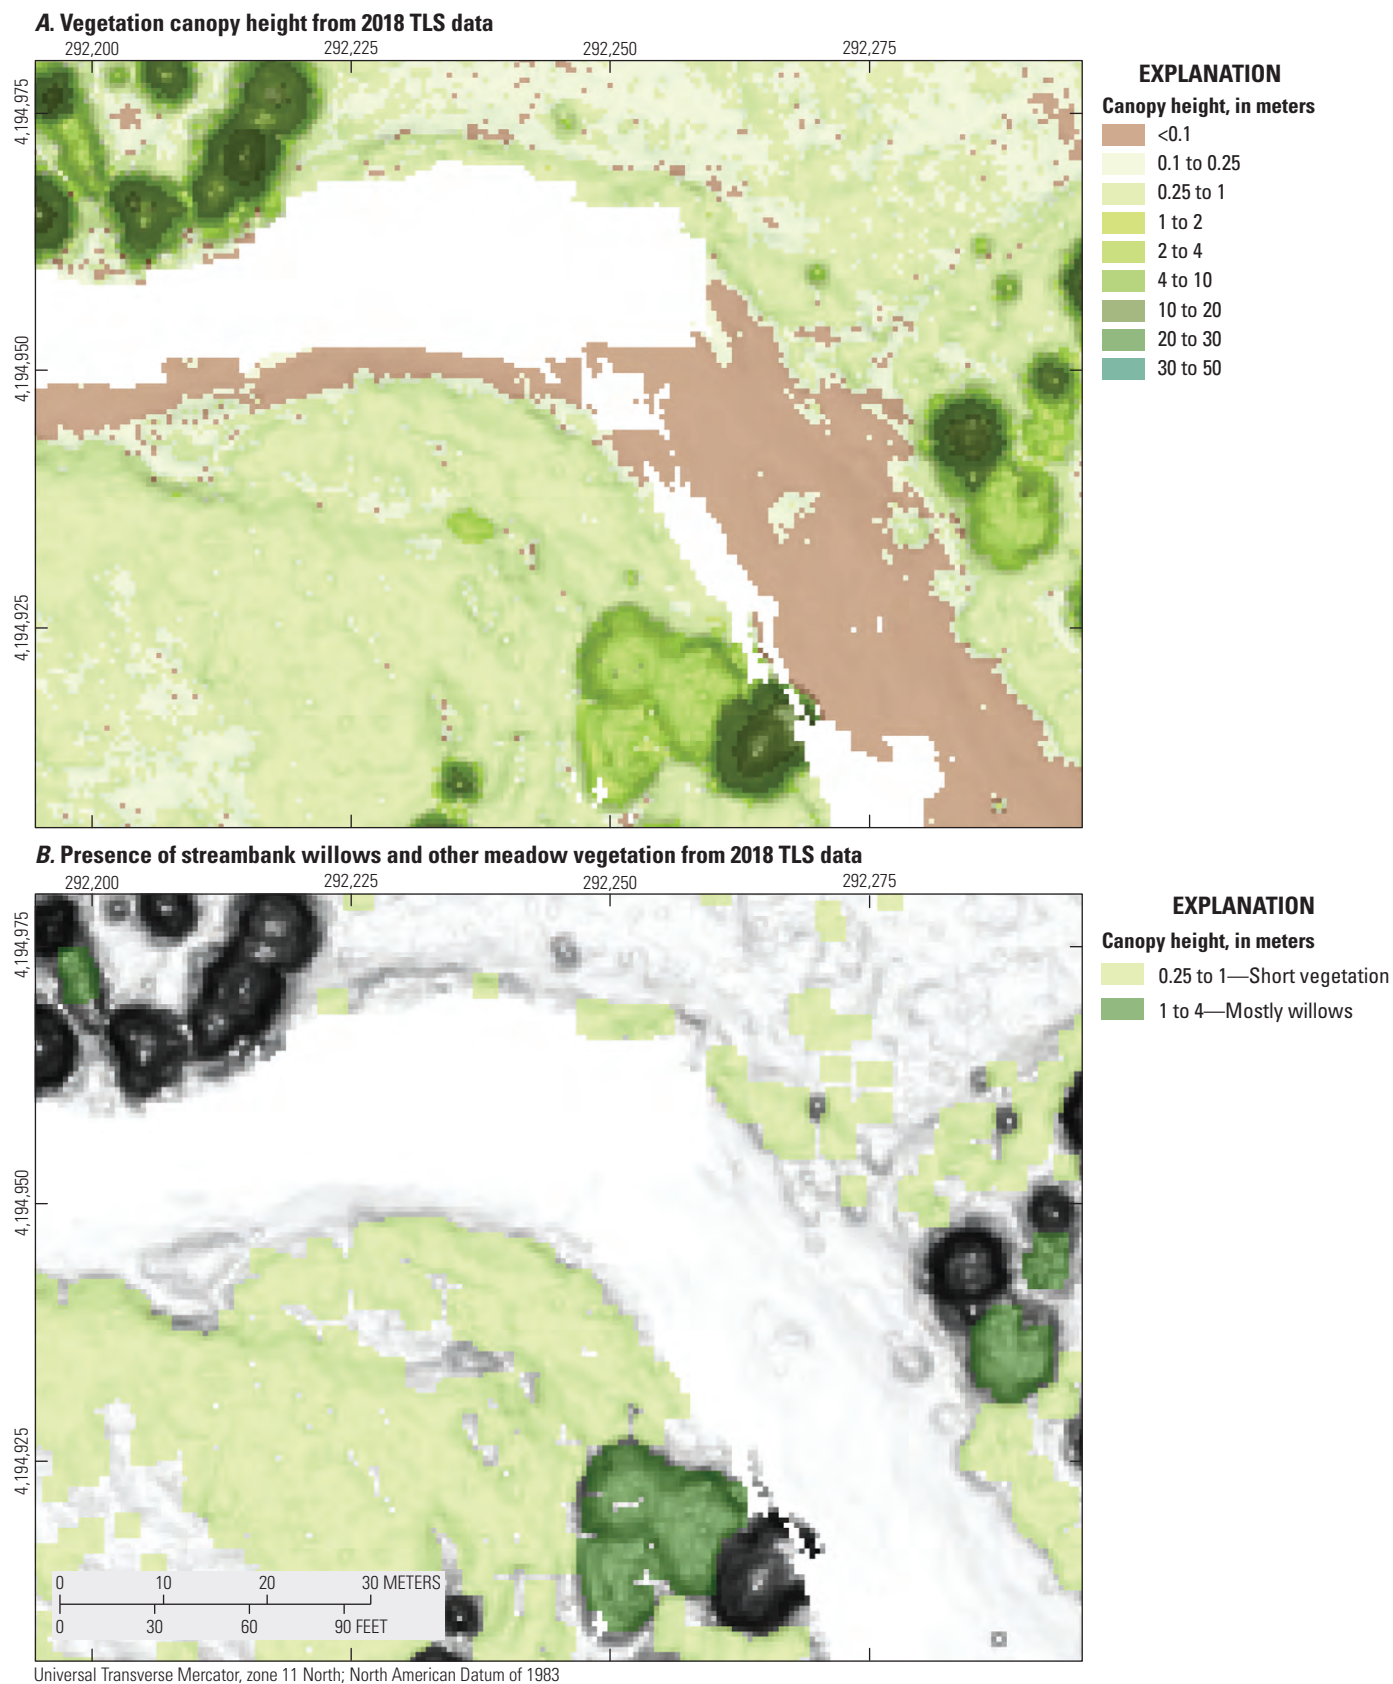 A. Vegetation canopy height from 2018 TLS data
292,200 292,225 292,250 292,275
4,194,975
4,194,950
4,194,925
EXPLANATION
Canopy height, in meters
<0.1
0.1 to 0.25
0.25 to 1
1 to 2
2 to 4
4 to 10
10 to 20
20 to 30
30 to 50
B. Presence of streambank willows and other meadow vegetation from 2018 TLS data
292,200 292,225 292,250 292,275
4,194,975
4,194,950
4,194,925
EXPLANATION
Canopy height, in meters
0.25 to 1—Short vegetation
1 to 4—Mostly willows
0 10 20 30 METERS
0 30 60 90 FEET
Universal Transverse Mercator, zone 11 North; North American Datum of 1983